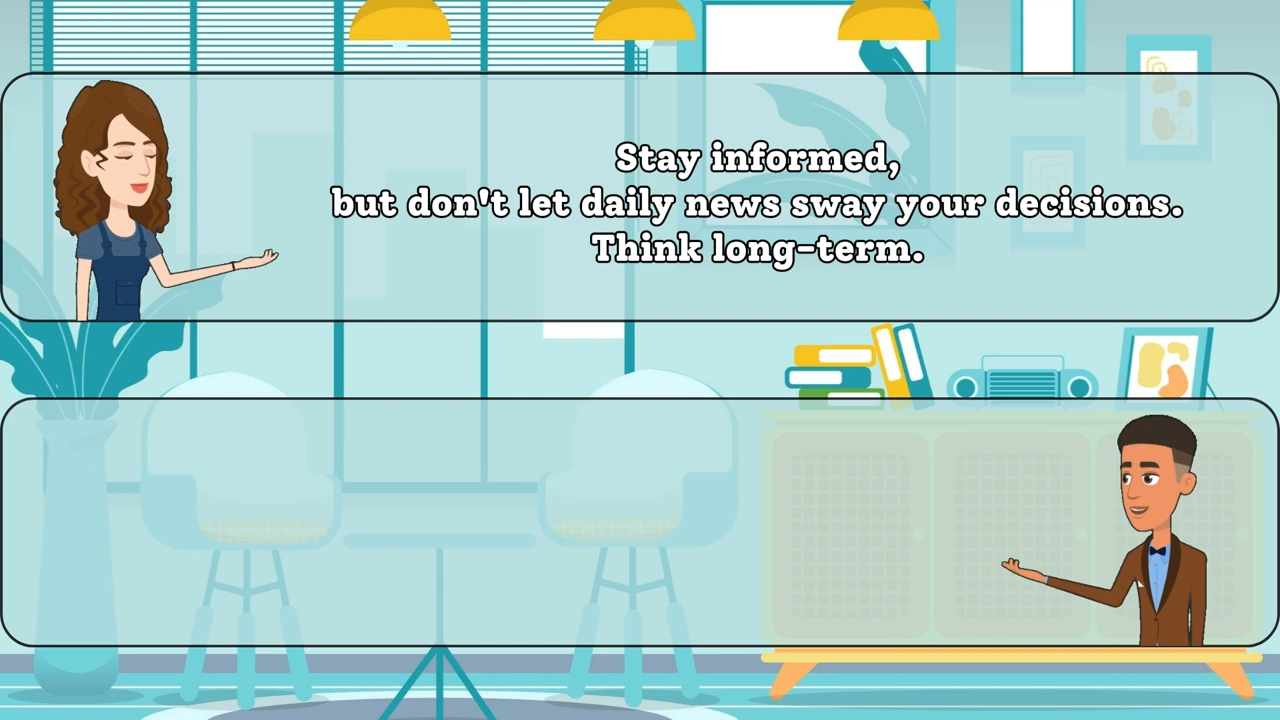 Stay informed,
but don't let daily news sway your decisions.
Think long-term.